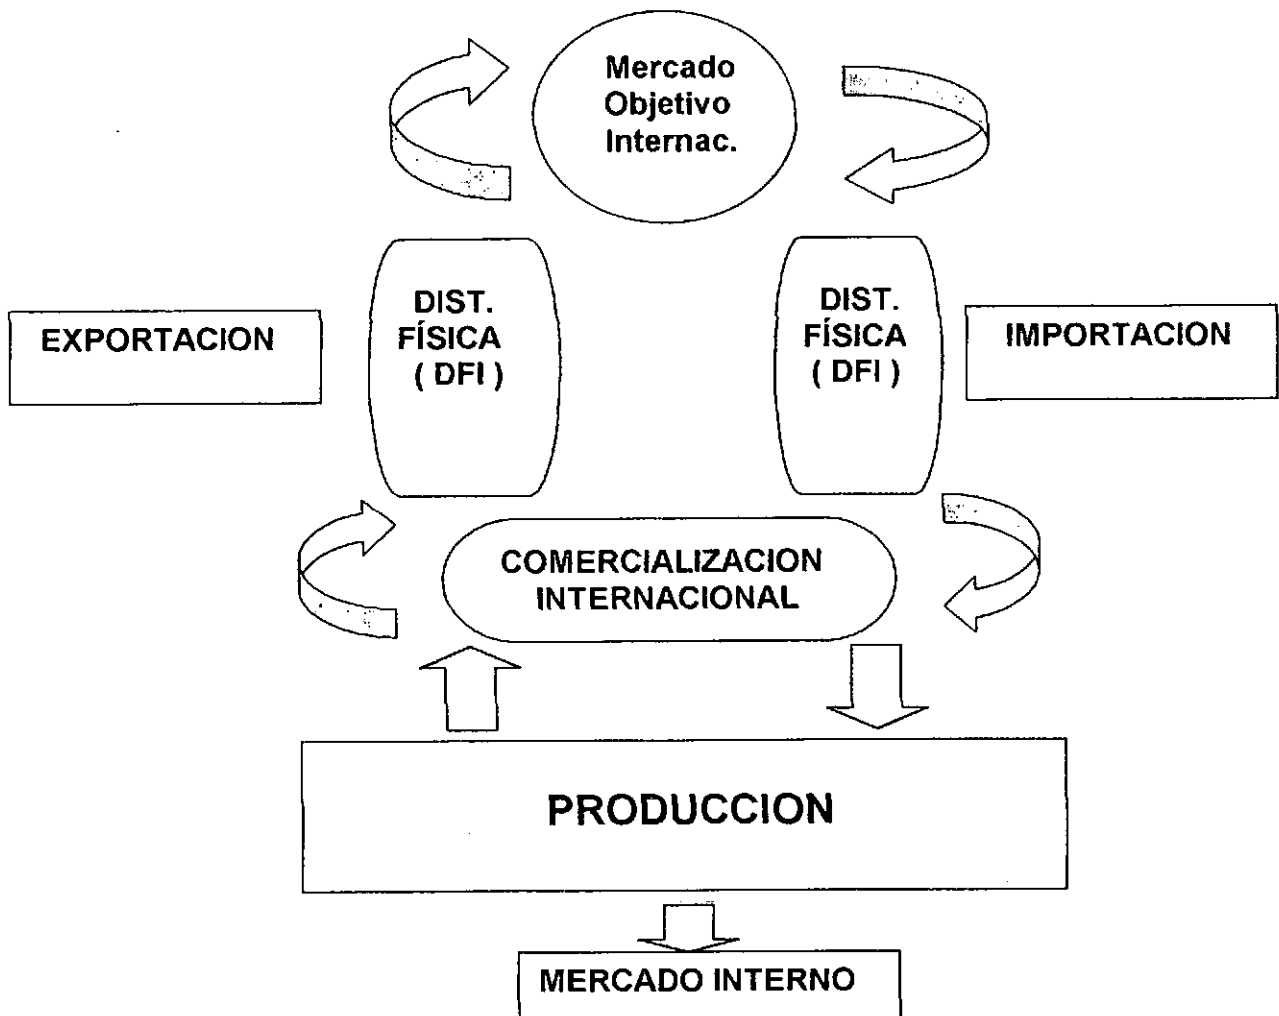 Mercado
Objetivo
Internac.
EXPORTACION
DIST.
FÍSICA
( DFI )
DIST.
FÍSICA
( DFI )
IMPORTACION
COMERCIALIZACION
INTERNACIONAL
PRODUCCION
MERCADO INTERNO